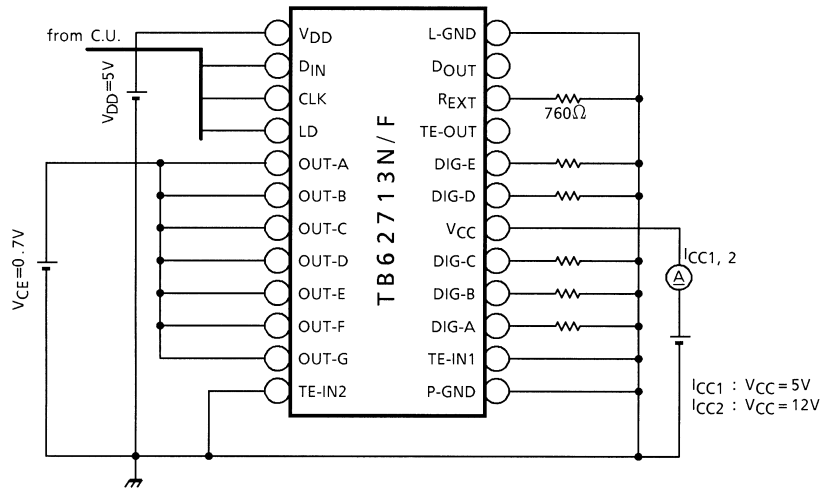 from C.U.
VDD=5V
VCE=0.7V
VDD
DIN
CLK
LD
OUT-A
OUT-B
OUT-C
OUT-D
OUT-E
OUT-F
OUT-G
TE-IN2
TB62713N/F
L-GND
DOUT
REXT
TE-OUT
DIG-E
DIG-D
VCC
DIG-C
DIG-B
DIG-A
TE-IN1
P-GND
760Ω
ICC1, 2
A
ICC1 : VCC=5V
ICC2 : VCC=12V